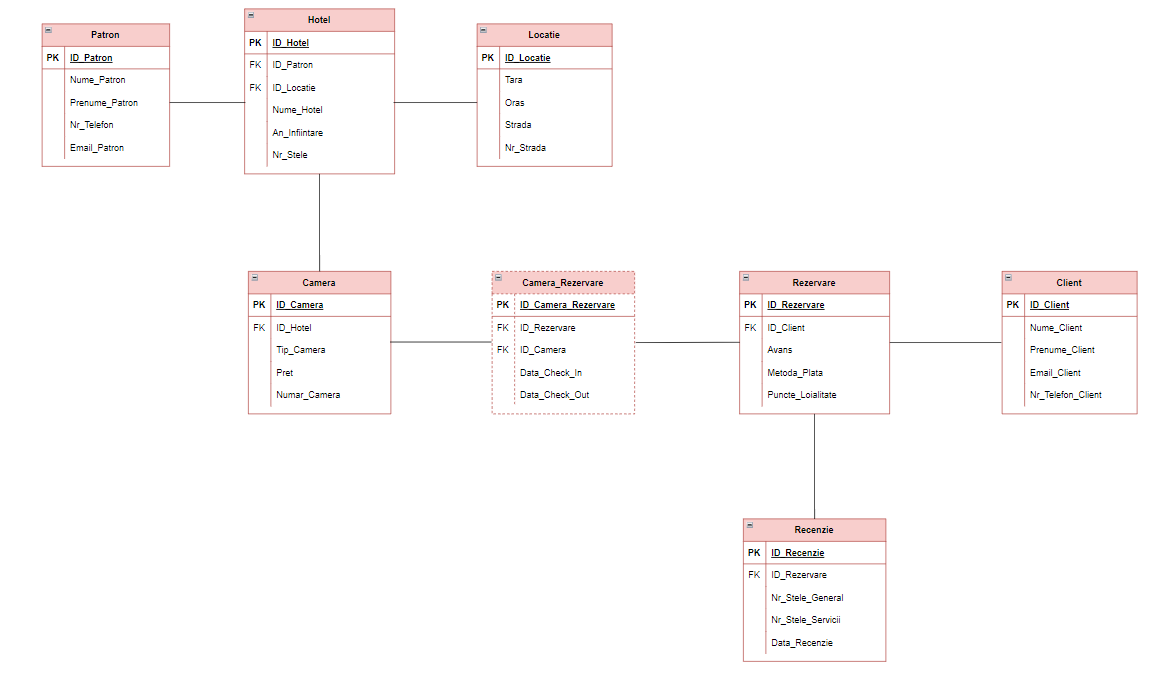 Patron
PK ID_Patron
Nume_Patron
Prenume_Patron
Nr_Telefon
Email_Patron
Hotel
PK ID_Hotel
FK ID_Patron
FK ID_Locatie
Nume_Hotel
An_Infiintare
Nr_Stele
Locatie
PK ID_Locatie
Tara
Oras
Strada
Nr_Strada
Camera
PK ID_Camera
FK ID_Hotel
Tip_Camera
Pret
Numar_Camera
Camera_Rezervare
PK ID_Camera_Rezervare
FK ID_Rezervare
FK ID_Camera
Data_Check_In
Data_Check_Out
Rezervare
PK ID_Rezervare
FK ID_Client
Avans
Metoda_Plata
Puncte_Loialitate
Client
PK ID_Client
Nume_Client
Prenume_Client
Email_Client
Nr_Telefon_Client
Recenzie
PK ID_Recenzie
FK ID_Rezervare
Nr_Stele_General
Nr_Stele_Servicii
Data_Recenzie